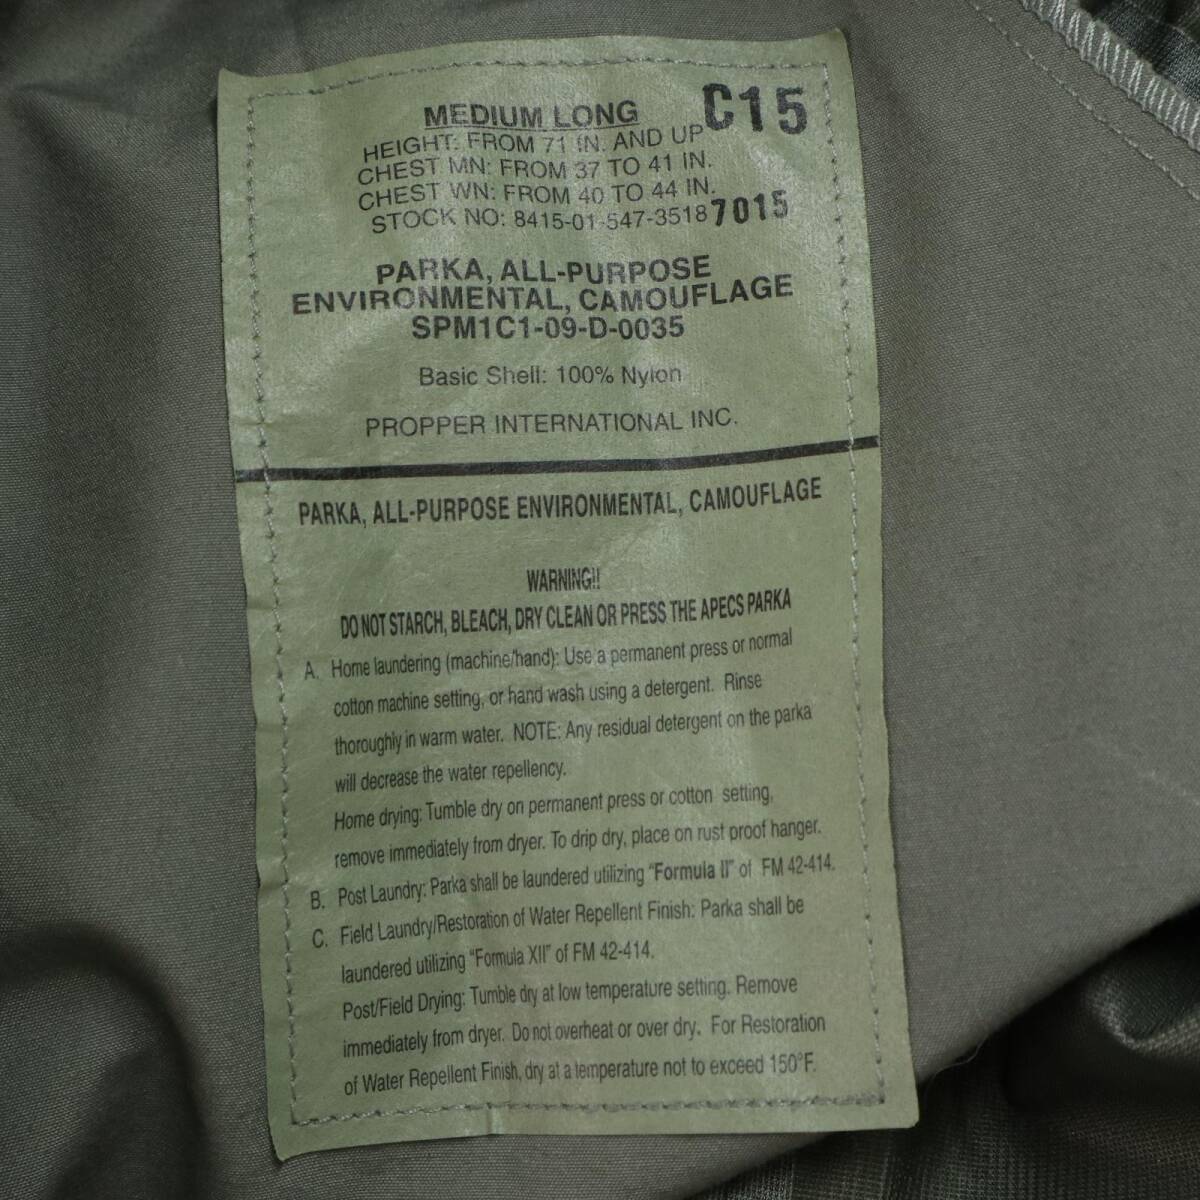 MEDIUM LONG C15
HEIGHT: FROM 71 IN. AND UP
CHEST MN: FROM 37 TO 41 IN.
CHEST WN: FROM 40 TO 44 IN.
STOCK NO: 8415-01-547-3518 7015
PARKA, ALL-PURPOSE
ENVIRONMENTAL, CAMOUFLAGE
SPM1C1-09-D-0035
Basic Shell: 100% Nylon
PROPPER INTERNATIONAL INC.
PARKA, ALL-PURPOSE ENVIRONMENTAL, CAMOUFLAGE
WARNING!!
DO NOT STARCH, BLEACH, DRY CLEAN OR PRESS THE APECS PARKA
A. Home laundering (machine/hand): Use a permanent press or normal
cotton machine setting, or hand wash using a detergent. Rinse
thoroughly in warm water. NOTE: Any residual detergent on the parka
will decrease the water repellency.
Home drying: Tumble dry on permanent press or cotton setting,
remove immediately from dryer. To drip dry, place on rust proof hanger.
B. Post Laundry: Parka shall be laundered utilizing "Formula II" of FM 42-414.
C. Field Laundry/Restoration of Water Repellent Finish: Parka shall be
laundered utilizing "Formula XII" of FM 42-414.
Post/Field Drying: Tumble dry at low temperature setting. Remove
immediately from dryer. Do not overheat or over dry. For Restoration
of Water Repellent Finish, dry at a temperature not to exceed 150°F.